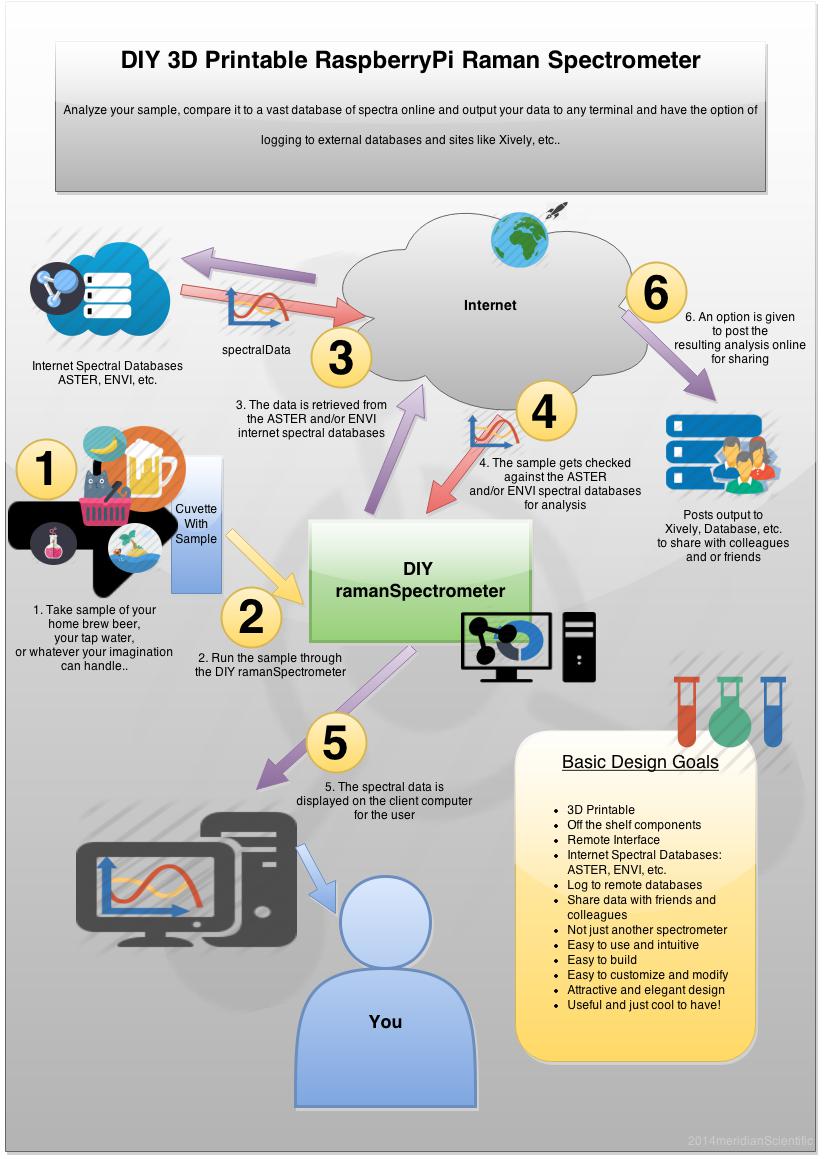 DIY 3D Printable RaspberryPi Raman Spectrometer
Analyze your sample, compare it to a vast database of spectra online and output your data to any terminal and have the option of
logging to external databases and sites like Xively, etc..
Internet
6
6. An option is given
to post the
resulting analysis online
for sharing
spectralData
Internet Spectral Databases
ASTER, ENVI, etc.
3
3. The data is retrieved from
the ASTER and/or ENVI
internet spectral databases
4
4. The sample gets checked
against the ASTER
and/or ENVI spectral databases
for analysis
Posts output to
Xively, Database, etc.
to share with colleagues
and or friends
1
Cuvette
With
Sample
1. Take sample of your
home brew beer,
your tap water,
or whatever your imagination
can handle..
2
2. Run the sample through
the DIY ramanSpectrometer
DIY
ramanSpectrometer
5
5. The spectral data is
displayed on the client computer
for the user
You
Basic Design Goals
• 3D Printable
• Off the shelf components
• Remote Interface
• Internet Spectral Databases:
ASTER, ENVI, etc.
• Log to remote databases
• Share data with friends and
colleagues
• Not just another spectrometer
• Easy to use and intuitive
• Easy to build
• Easy to customize and modify
• Attractive and elegant design
• Useful and just cool to have!
2014meridianScientific